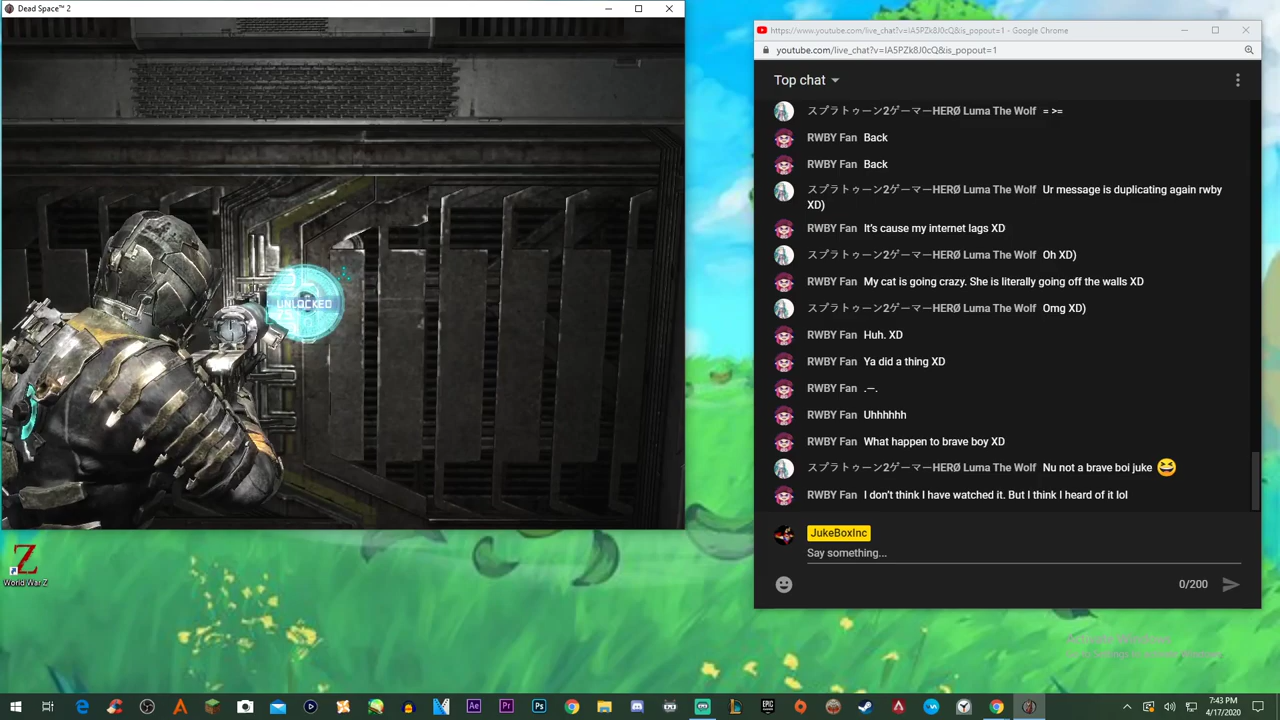 Dead Space™ 2
UNLOCKED
World War Z
https://www.youtube.com/live_chat?v=IA5PZk8J0cQ&is_popout=1 - Google Chrome
youtube.com/live_chat?v=IA5PZk8J0cQ&is_popout=1
Top chat
スプラトゥーン2ゲーマーHERØ Luma The Wolf = >=
RWBY Fan Back
RWBY Fan Back
スプラトゥーン2ゲーマーHERØ Luma The Wolf Ur message is duplicating again rwby
XD)
RWBY Fan It's cause my internet lags XD
スプラトゥーン2ゲーマーHERØ Luma The Wolf Oh XD)
RWBY Fan My cat is going crazy. She is literally going off the walls XD
スプラトゥーン2ゲーマーHERØ Luma The Wolf Omg XD)
RWBY Fan Huh. XD
RWBY Fan Ya did a thing XD
RWBY Fan .—.
RWBY Fan Uhhhhhh
RWBY Fan What happen to brave boy XD
スプラトゥーン2ゲーマーHERØ Luma The Wolf Nu not a brave boi juke 😆
RWBY Fan I don't think I have watched it. But I think I heard of it lol
JukeBoxInc
Say something...
0/200
Ae
Pr
Ps
EPIC
7:43 PM
4/17/2020